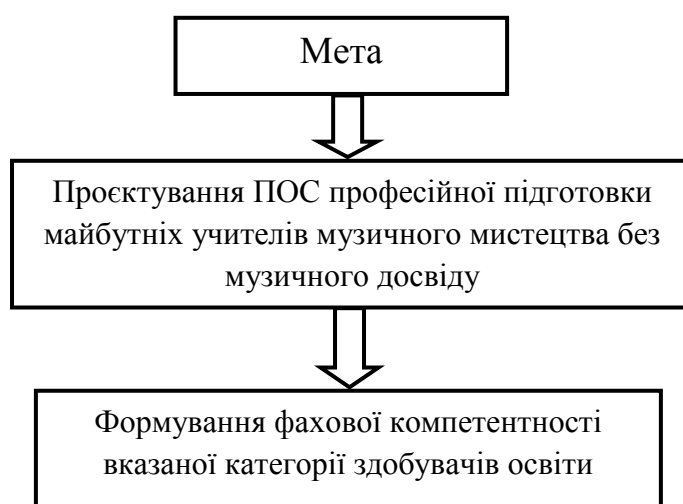 Мета
Проєктування ПОС професійної підготовки
майбутніх учителів музичного мистецтва без
музичного досвіду
Формування фахової компетентності
вказаної категорії здобувачів освіти